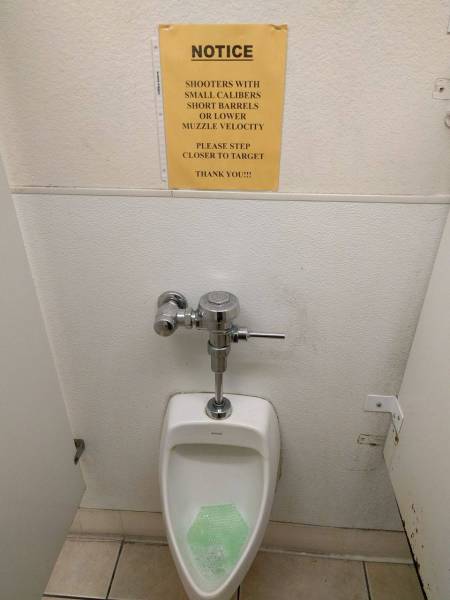 NOTICE
SHOOTERS WITH
SMALL CALIBERS
SHORT BARRELS
OR LOWER
MUZZLE VELOCITY
PLEASE STEP
CLOSER TO TARGET
THANK YOU!!!